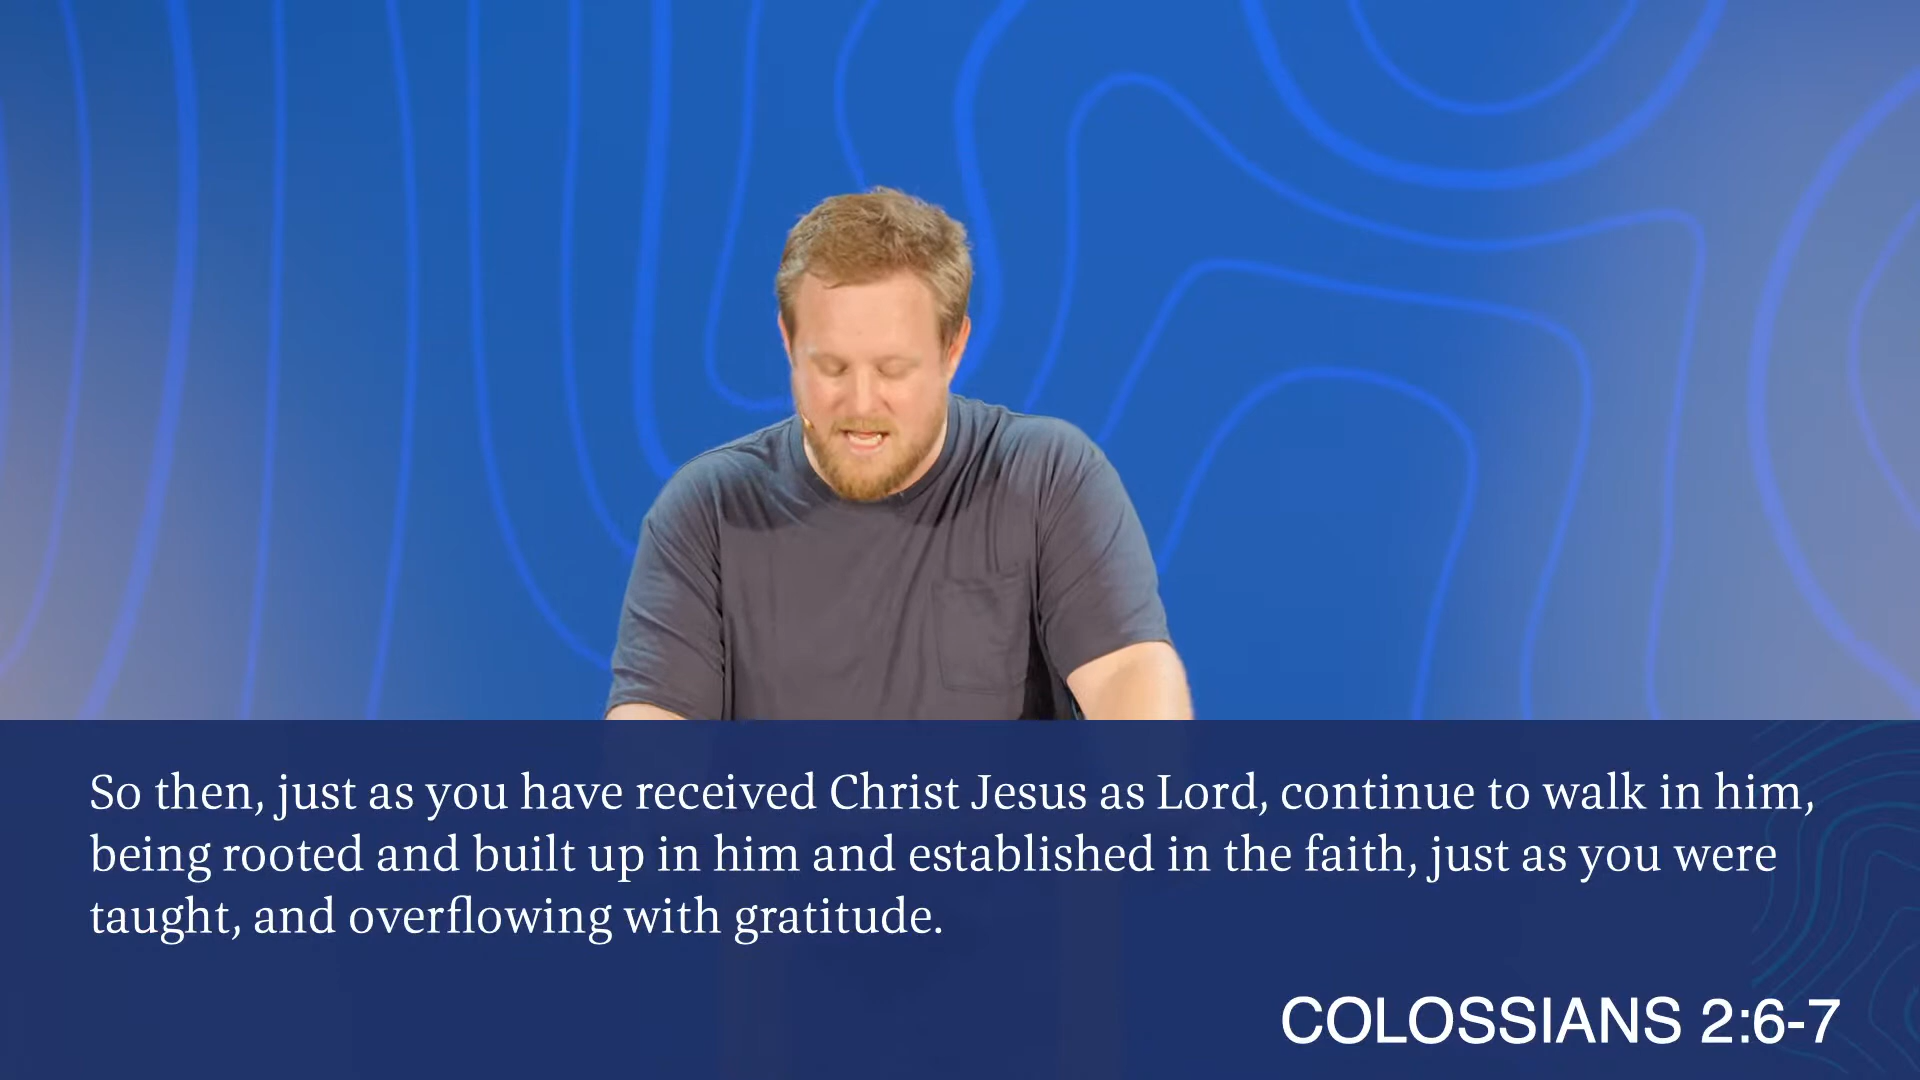 So then, just as you have received Christ Jesus as Lord, continue to walk in him,
being rooted and built up in him and established in the faith, just as you were
taught, and overflowing with gratitude.
COLOSSIANS 2:6-7